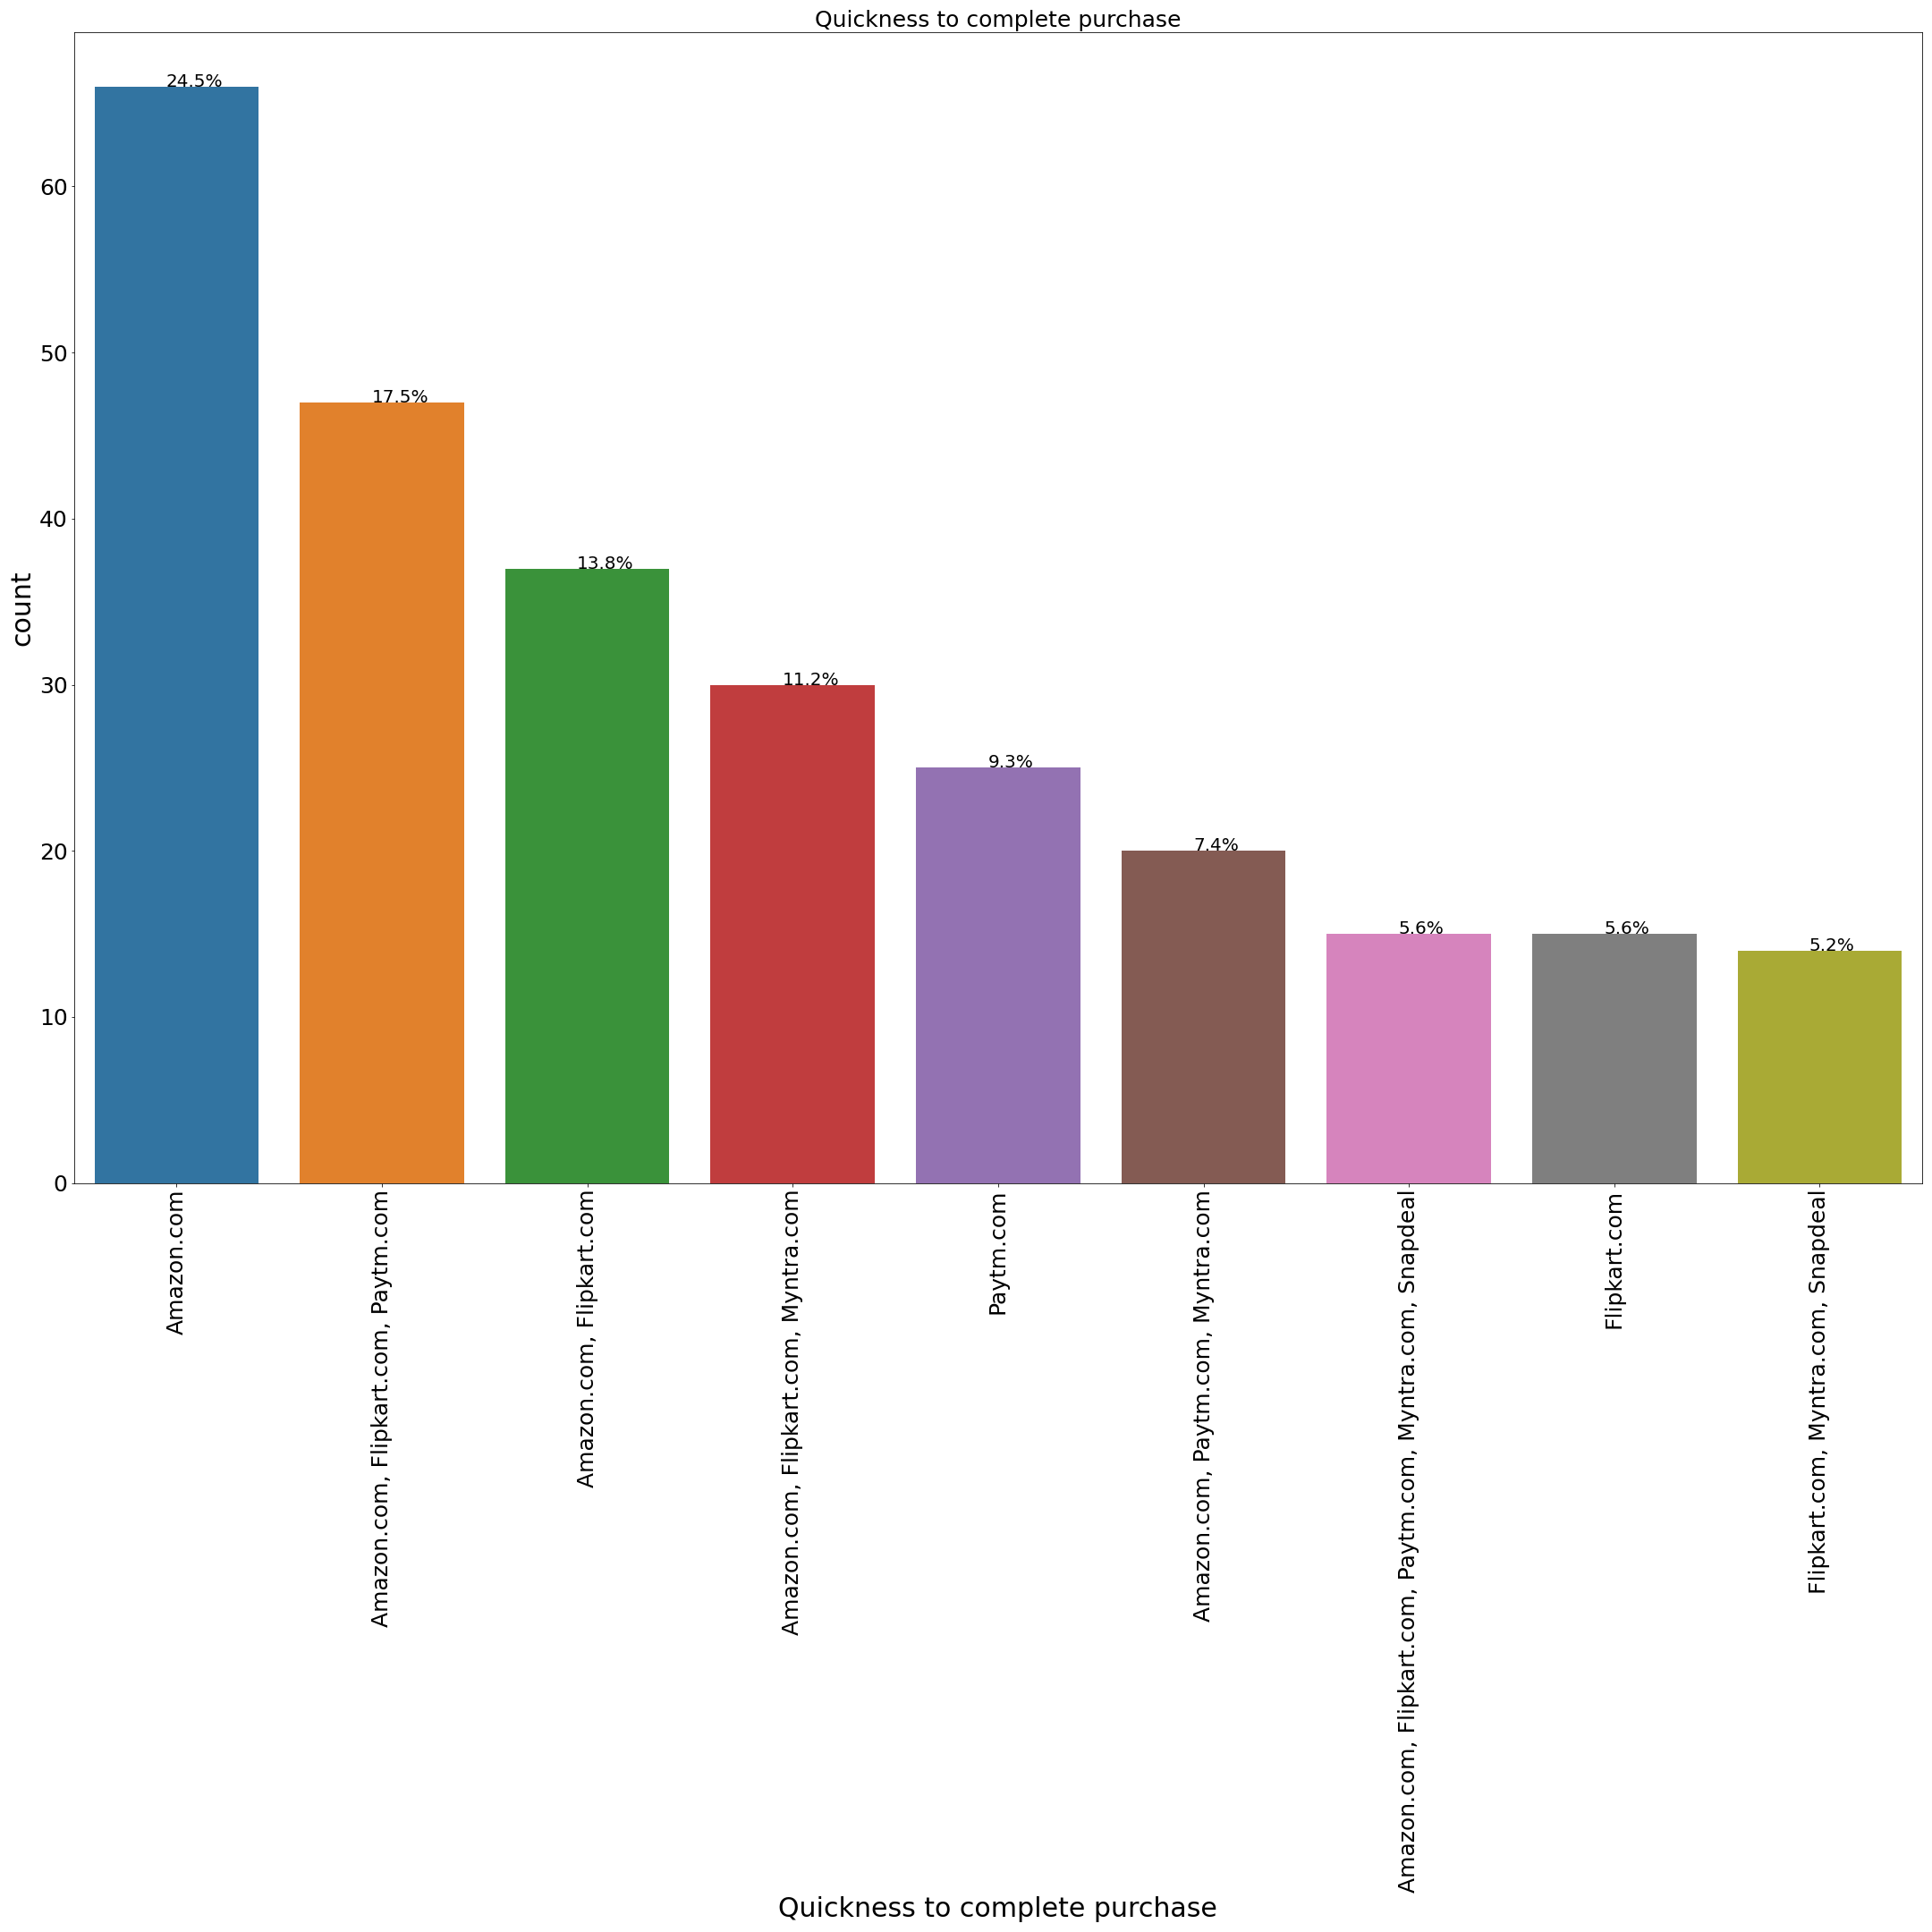 Quickness to complete purchase
24.5%
17.5%
13.8%
11.2%
9.3%
7.4%
5.6%
5.6%
5.2%
60
50
40
30
20
10
0
count
Amazon.com
Amazon.com, Flipkart.com, Paytm.com
Amazon.com, Flipkart.com
Amazon.com, Flipkart.com, Myntra.com
Paytm.com
Amazon.com, Paytm.com, Myntra.com
Amazon.com, Flipkart.com, Paytm.com, Myntra.com, Snapdeal
Flipkart.com
Flipkart.com, Myntra.com, Snapdeal
Quickness to complete purchase